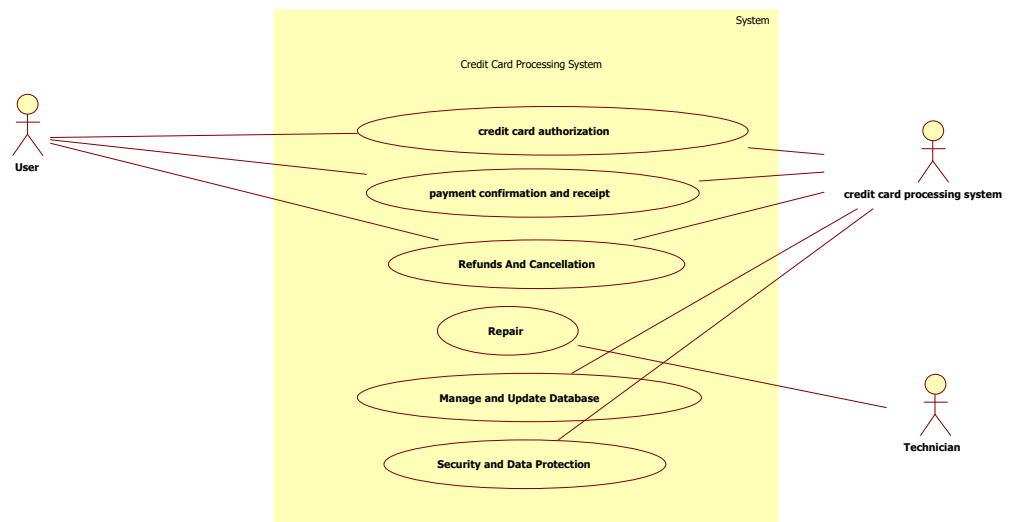 System
Credit Card Processing System
credit card authorization
User
payment confirmation and receipt
credit card processing system
Refunds And Cancellation
Repair
Manage and Update Database
Technician
Security and Data Protection